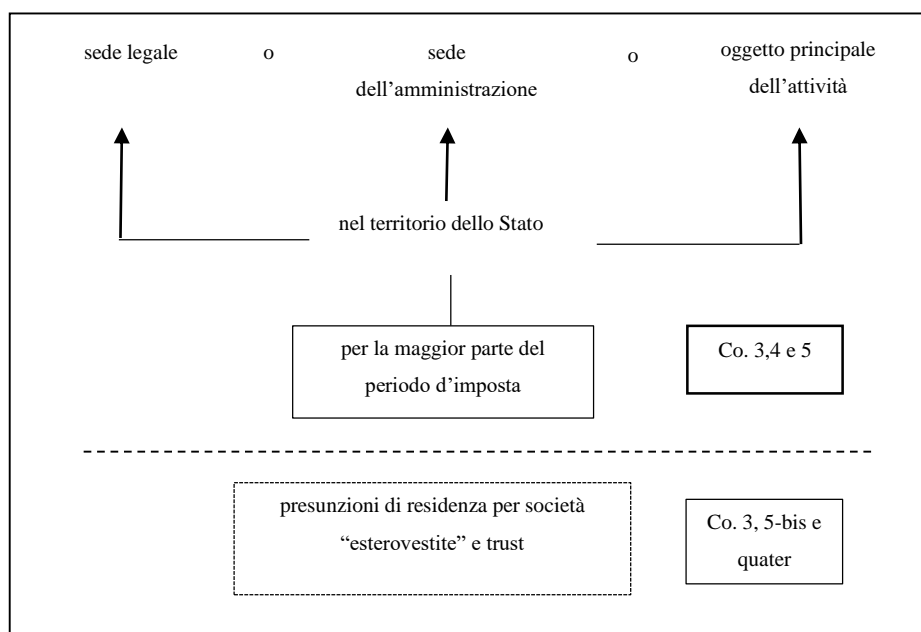 sede legale o sede dell’amministrazione o oggetto principale dell’attività
nel territorio dello Stato
per la maggior parte del
periodo d’imposta
Co. 3,4 e 5
presunzioni di residenza per società
“esterovestite” e trust
Co. 3, 5-bis e
quater